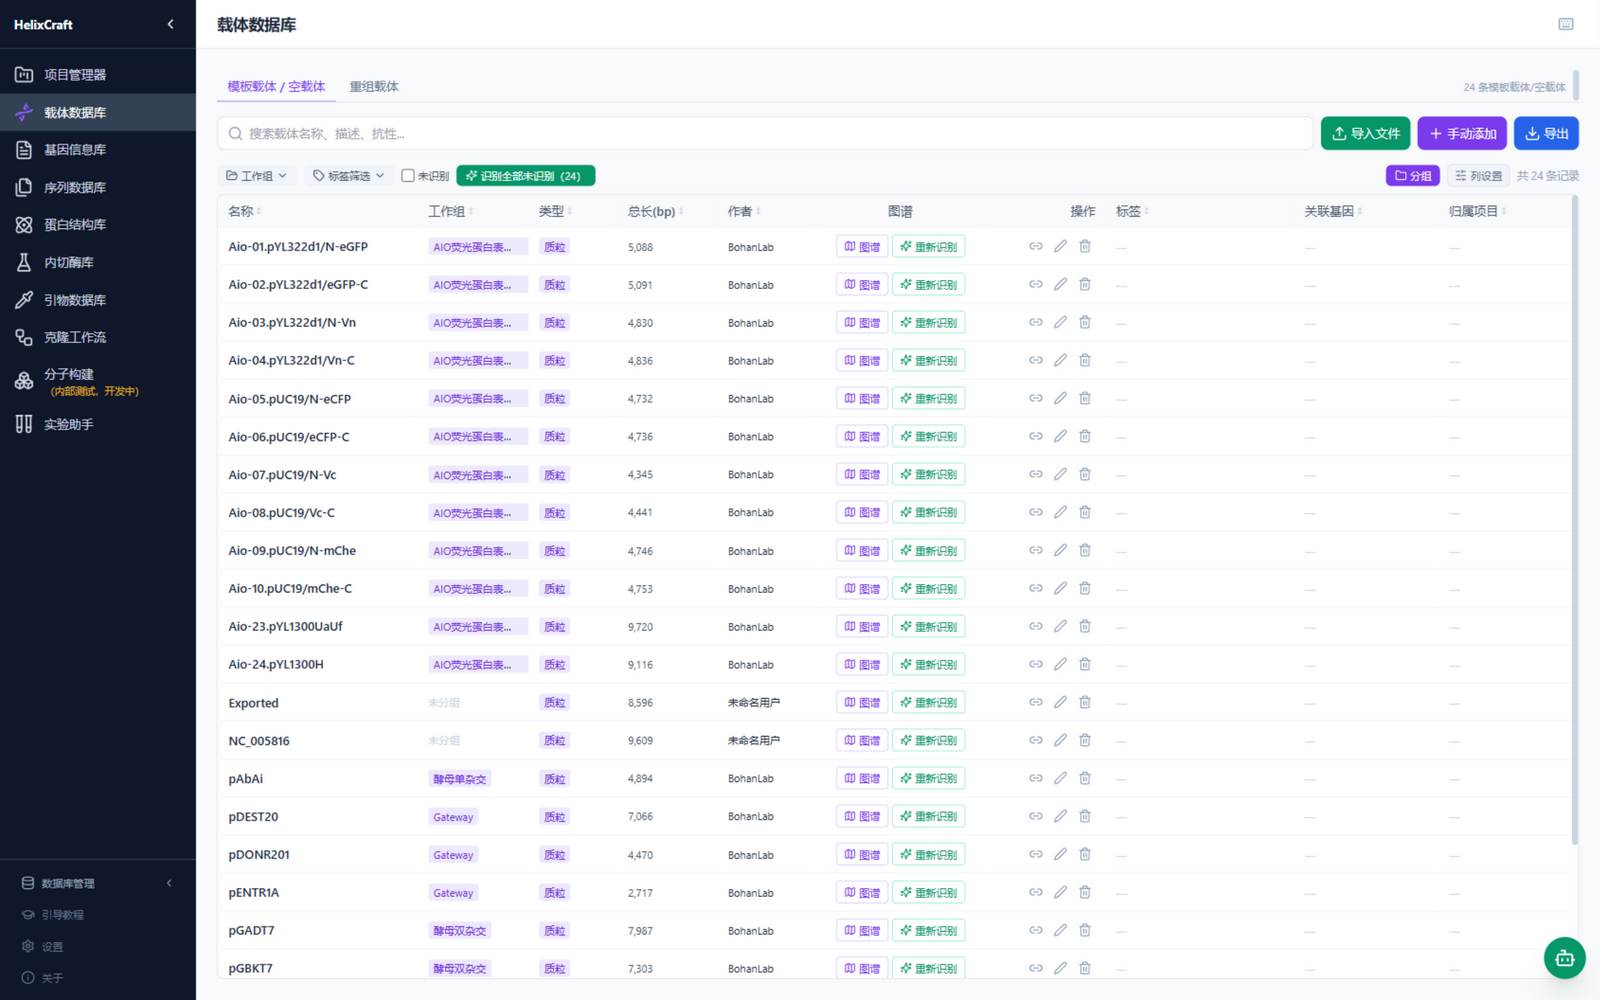 HelixCraft
项目管理器
载体数据库
基因信息库
序列数据库
蛋白结构库
内切酶库
引物数据库
克隆工作流
分子构建
(内部测试，开发中)
实验助手
数据库管理
引导教程
设置
关于
载体数据库
模板载体 / 空载体 重组载体 24 条模板载体/空载体
搜索载体名称、描述、抗性... 导入文件 手动添加 导出
工作组 标签筛选 未识别 识别全部未识别 (24) 分组 列设置 共 24 条记录
名称 工作组 类型 总长(bp) 作者 图谱 操作 标签 关联基因 归属项目
Aio-01.pYL322d1/N-eGFP AIO荧光蛋白表... 质粒 5,088 BohanLab 图谱 重新识别 — — —
Aio-02.pYL322d1/eGFP-C AIO荧光蛋白表... 质粒 5,091 BohanLab 图谱 重新识别 — — —
Aio-03.pYL322d1/N-Vn AIO荧光蛋白表... 质粒 4,830 BohanLab 图谱 重新识别 — — —
Aio-04.pYL322d1/Vn-C AIO荧光蛋白表... 质粒 4,836 BohanLab 图谱 重新识别 — — —
Aio-05.pUC19/N-eCFP AIO荧光蛋白表... 质粒 4,732 BohanLab 图谱 重新识别 — — —
Aio-06.pUC19/eCFP-C AIO荧光蛋白表... 质粒 4,736 BohanLab 图谱 重新识别 — — —
Aio-07.pUC19/N-Vc AIO荧光蛋白表... 质粒 4,345 BohanLab 图谱 重新识别 — — —
Aio-08.pUC19/Vc-C AIO荧光蛋白表... 质粒 4,441 BohanLab 图谱 重新识别 — — —
Aio-09.pUC19/N-mChe AIO荧光蛋白表... 质粒 4,746 BohanLab 图谱 重新识别 — — —
Aio-10.pUC19/mChe-C AIO荧光蛋白表... 质粒 4,753 BohanLab 图谱 重新识别 — — —
Aio-23.pYL1300UaUf AIO荧光蛋白表... 质粒 9,720 BohanLab 图谱 重新识别 — — —
Aio-24.pYL1300H AIO荧光蛋白表... 质粒 9,116 BohanLab 图谱 重新识别 — — —
Exported 未分组 质粒 8,596 未命名用户 图谱 重新识别 — — —
NC_005816 未分组 质粒 9,609 未命名用户 图谱 重新识别 — — —
pAbAi 酵母单杂交 质粒 4,894 BohanLab 图谱 重新识别 — — —
pDEST20 Gateway 质粒 7,066 BohanLab 图谱 重新识别 — — —
pDONR201 Gateway 质粒 4,470 BohanLab 图谱 重新识别 — — —
pENTR1A Gateway 质粒 2,717 BohanLab 图谱 重新识别 — — —
pGADT7 酵母双杂交 质粒 7,987 BohanLab 图谱 重新识别 — — —
pGBKT7 酵母双杂交 质粒 7,303 BohanLab 图谱 重新识别 — — —